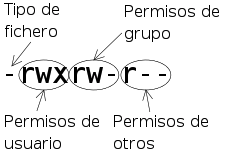 Tipo de
fichero
Permisos de
grupo
-rwxrw-r--
Permisos de
usuario
Permisos de
otros